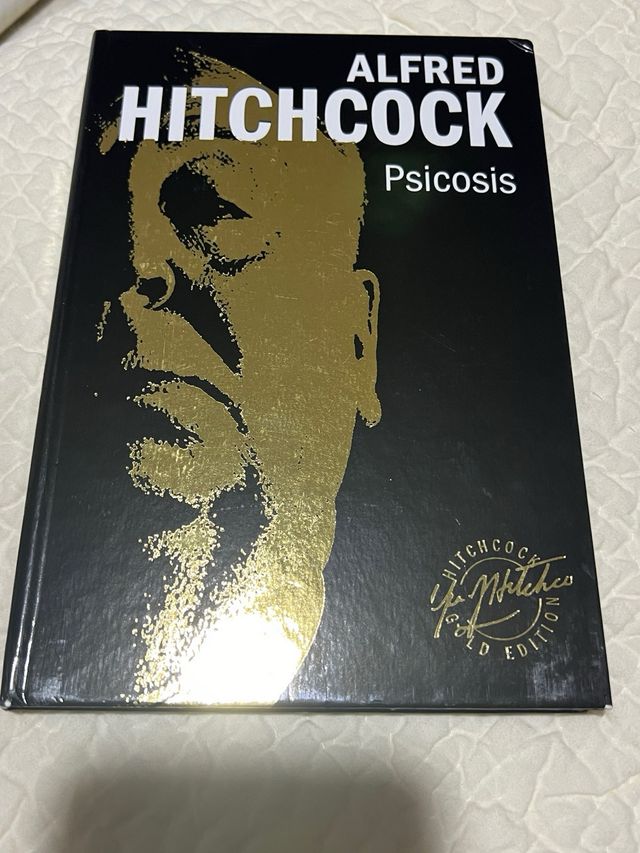 ALFRED
HITCHCOCK
Psicosis
HITCHCOCK
GOLD EDITION